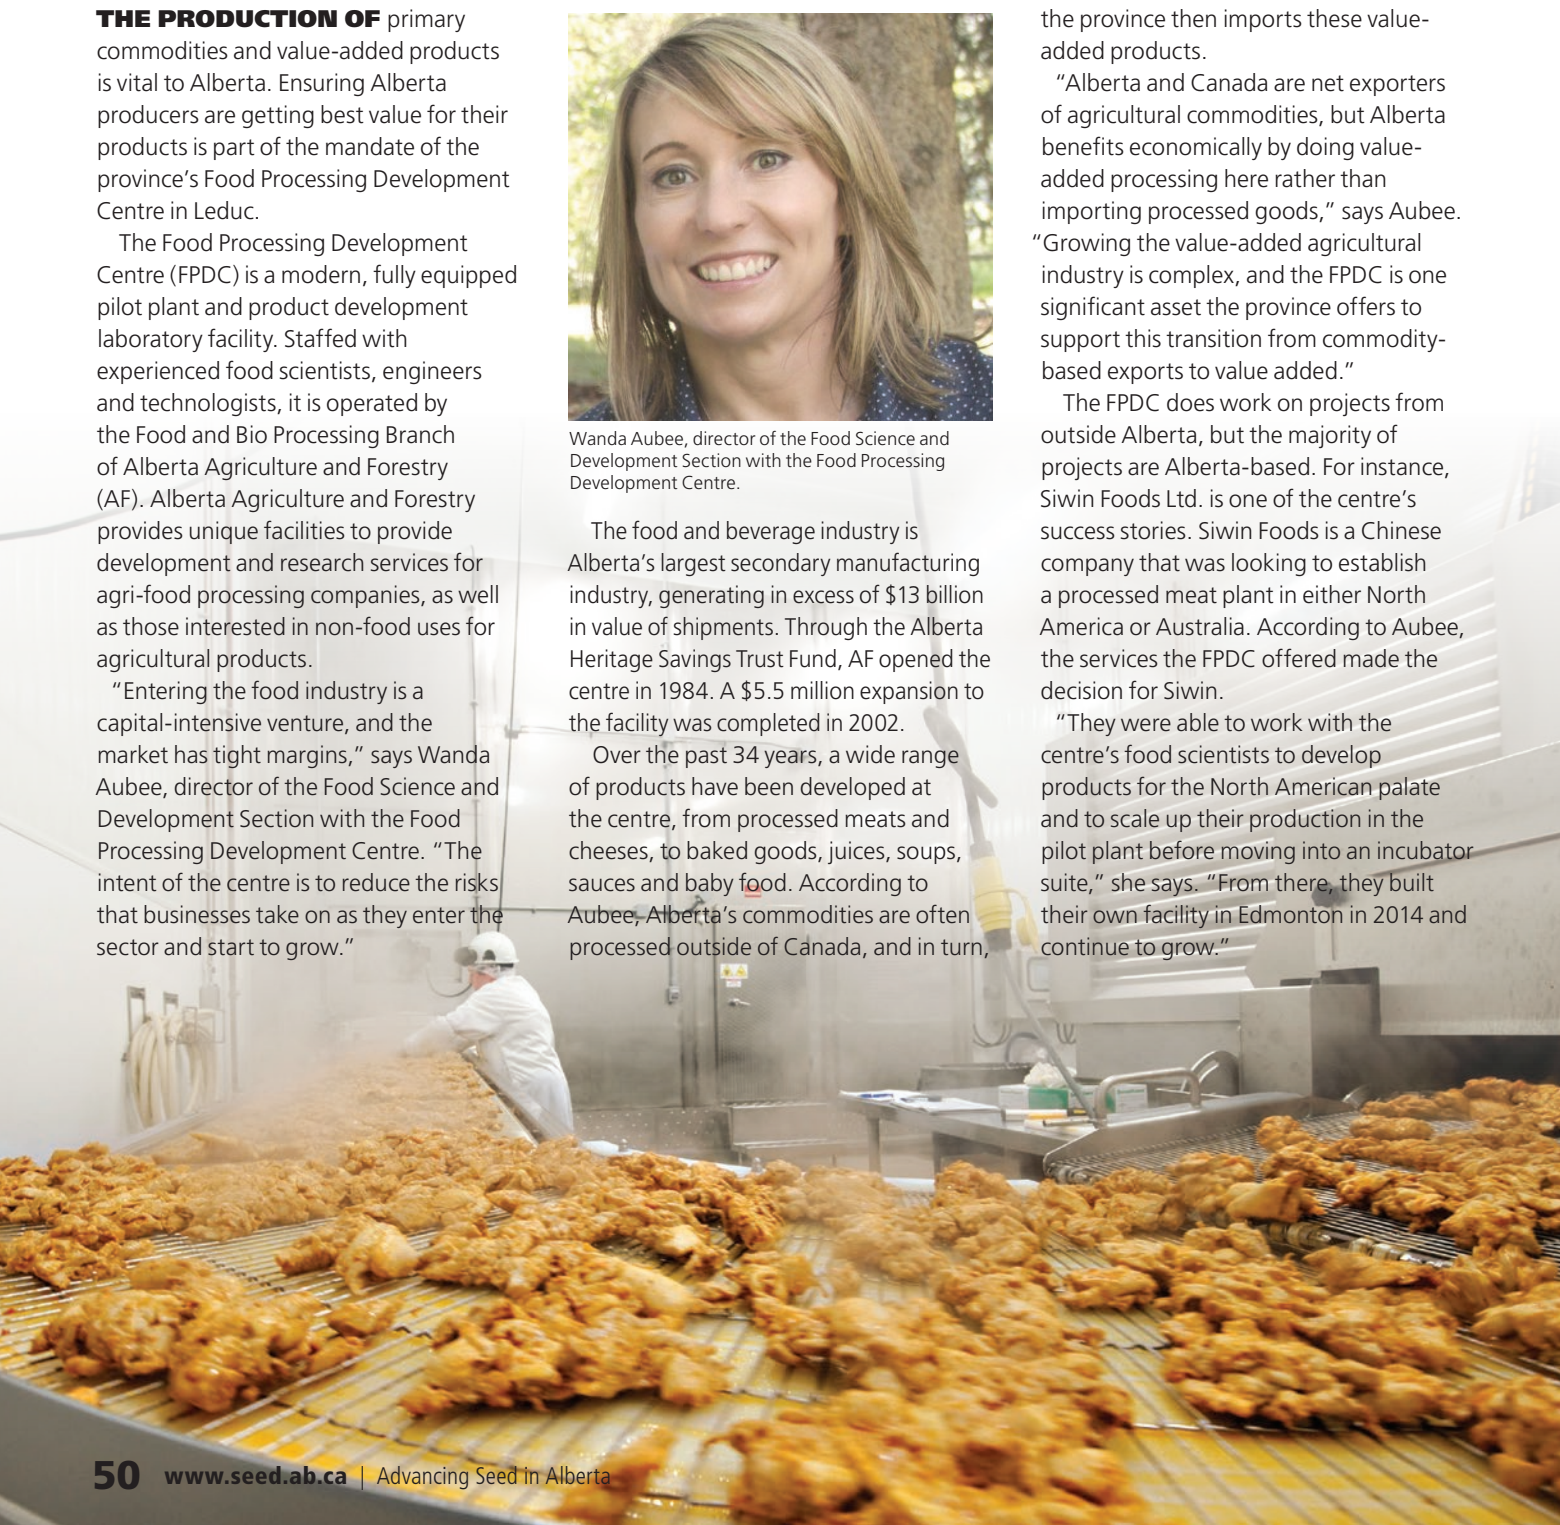 THE PRODUCTION OF primary
commodities and value-added products
is vital to Alberta. Ensuring Alberta
producers are getting best value for their
products is part of the mandate of the
province’s Food Processing Development
Centre in Leduc.
The Food Processing Development
Centre (FPDC) is a modern, fully equipped
pilot plant and product development
laboratory facility. Staffed with
experienced food scientists, engineers
and technologists, it is operated by
the Food and Bio Processing Branch
of Alberta Agriculture and Forestry
(AF). Alberta Agriculture and Forestry
provides unique facilities to provide
development and research services for
agri-food processing companies, as well
as those interested in non-food uses for
agricultural products.
“Entering the food industry is a
capital-intensive venture, and the
market has tight margins,” says Wanda
Aubee, director of the Food Science and
Development Section with the Food
Processing Development Centre. “The
intent of the centre is to reduce the risks
that businesses take on as they enter the
sector and start to grow.”
Wanda Aubee, director of the Food Science and
Development Section with the Food Processing
Development Centre.
The food and beverage industry is
Alberta’s largest secondary manufacturing
industry, generating in excess of $13 billion
in value of shipments. Through the Alberta
Heritage Savings Trust Fund, AF opened the
centre in 1984. A $5.5 million expansion to
the facility was completed in 2002.
Over the past 34 years, a wide range
of products have been developed at
the centre, from processed meats and
cheeses, to baked goods, juices, soups,
sauces and baby food. According to
Aubee, Alberta’s commodities are often
processed outside of Canada, and in turn,
the province then imports these value-
added products.
“Alberta and Canada are net exporters
of agricultural commodities, but Alberta
benefits economically by doing value-
added processing here rather than
importing processed goods,” says Aubee.
“Growing the value-added agricultural
industry is complex, and the FPDC is one
significant asset the province offers to
support this transition from commodity-
based exports to value added.”
The FPDC does work on projects from
outside Alberta, but the majority of
projects are Alberta-based. For instance,
Siwin Foods Ltd. is one of the centre’s
success stories. Siwin Foods is a Chinese
company that was looking to establish
a processed meat plant in either North
America or Australia. According to Aubee,
the services the FPDC offered made the
decision for Siwin.
“They were able to work with the
centre’s food scientists to develop
products for the North American palate
and to scale up their production in the
pilot plant before moving into an incubator
suite,” she says. “From there, they built
their own facility in Edmonton in 2014 and
continue to grow.”
50 www.seed.ab.ca | Advancing Seed in Alberta